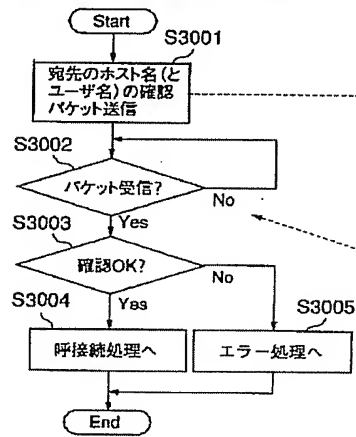 Start
S3001
宛先のホスト名(と
ユーザ名)の確認
パケット送信
S3002
パケット受信?
No
Yes
S3003
確認OK?
No
Yes
S3004
S3005
呼接続処理へ
エラー処理へ
End